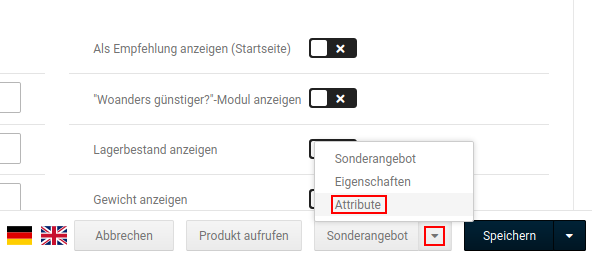 Als Empfehlung anzeigen (Startseite)
"Woanders günstiger?"-Modul anzeigen
Lagerbestand anzeigen
Gewicht anzeigen
Sonderangebot
Eigenschaften
Attribute
Abbrechen
Produkt aufrufen
Sonderangebot
Speichern